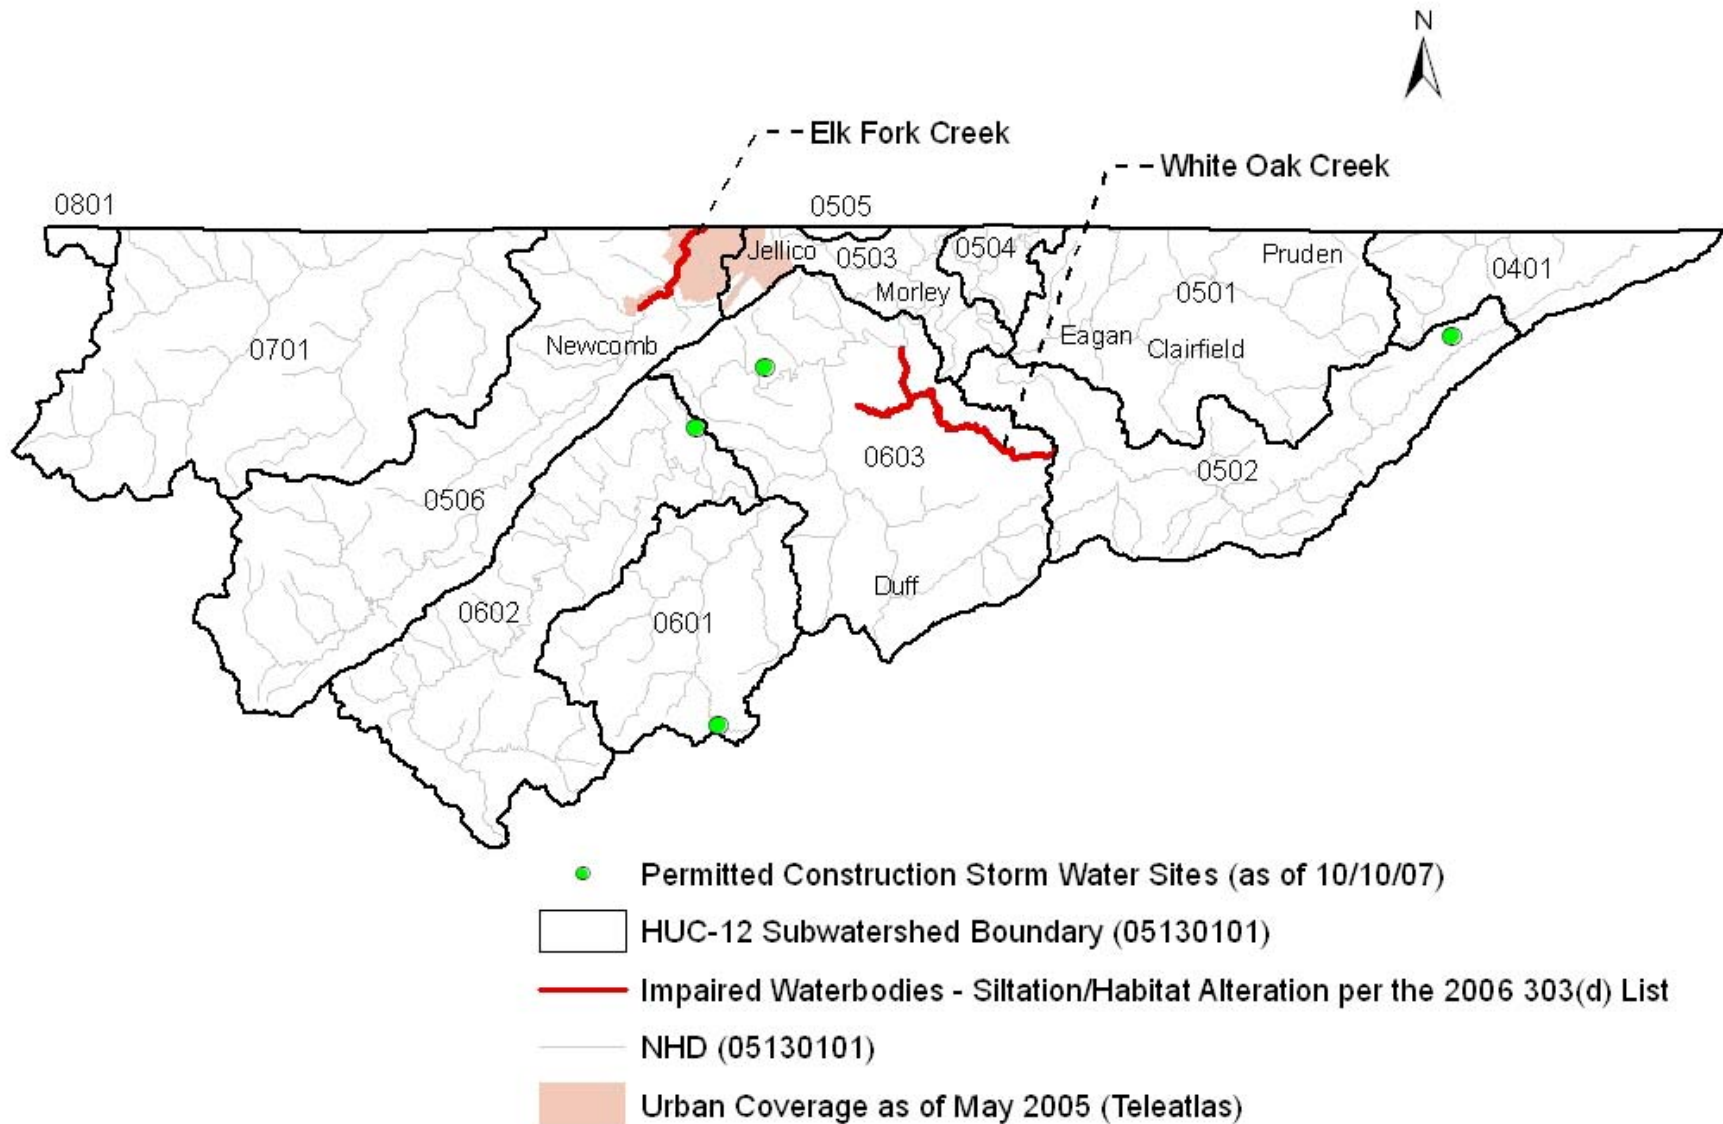 N
Elk Fork Creek
White Oak Creek
0801
0505
Jellico
0503
0504
Pruden
0401
Morley
0501
0701
Newcomb
Eagan
Clairfield
0603
0502
0506
Duff
0602
0601
Permitted Construction Storm Water Sites (as of 10/10/07)
HUC-12 Subwatershed Boundary (05130101)
Impaired Waterbodies - Siltation/Habitat Alteration per the 2006 303(d) List
NHD (05130101)
Urban Coverage as of May 2005 (Teleatlas)